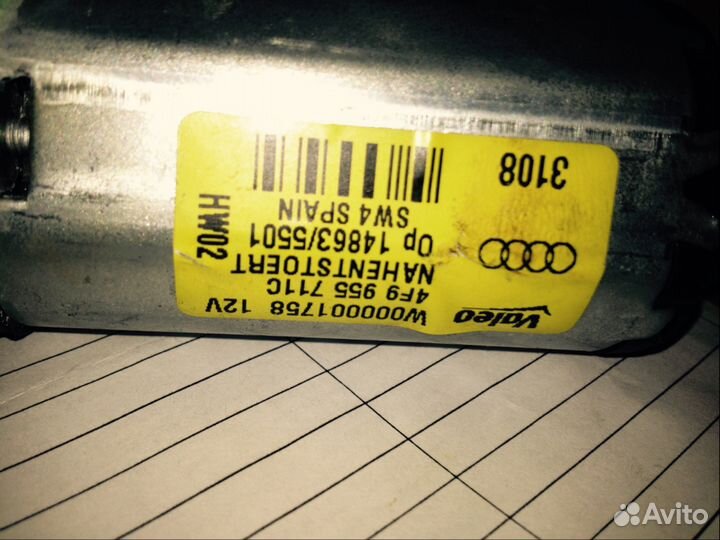 Valeo
W000001758 12V
4F9 955 711C
NAHENTSTOERT
Op 14863/5501
SW4 SPAIN
HW02
3108
Avito